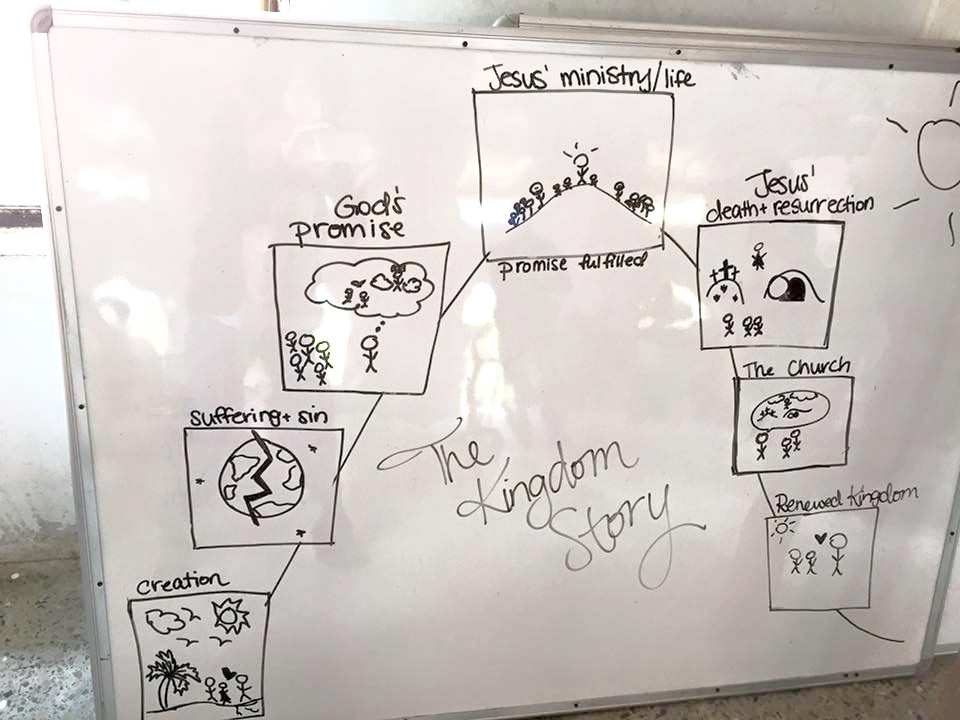 Jesus' ministry/life
promise fulfilled
God's
promise
Jesus'
death + resurrection
suffering + sin
The Church
The
Kingdom
Story
Renewed Kingdom
creation